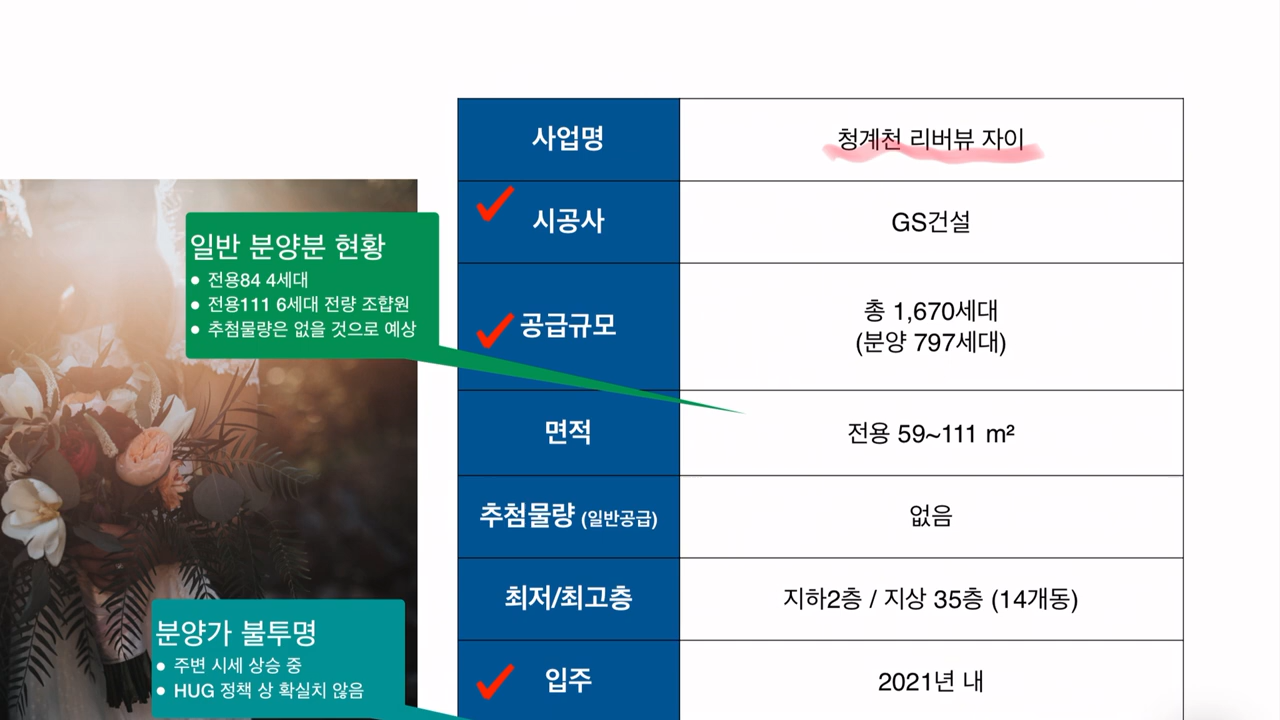 사업명
청계천 리버뷰 자이
시공사
GS건설
일반 분양분 현황
● 전용84 4세대
● 전용111 6세대 전량 조합원
● 추첨물량은 없을 것으로 예상
공급규모
총 1,670세대
(분양 797세대)
면적
전용 59~111 m²
추첨물량 (일반공급)
없음
최저/최고층
지하2층 / 지상 35층 (14개동)
분양가 불투명
● 주변 시세 상승 중
● HUG 정책 상 확실치 않음
입주
2021년 내